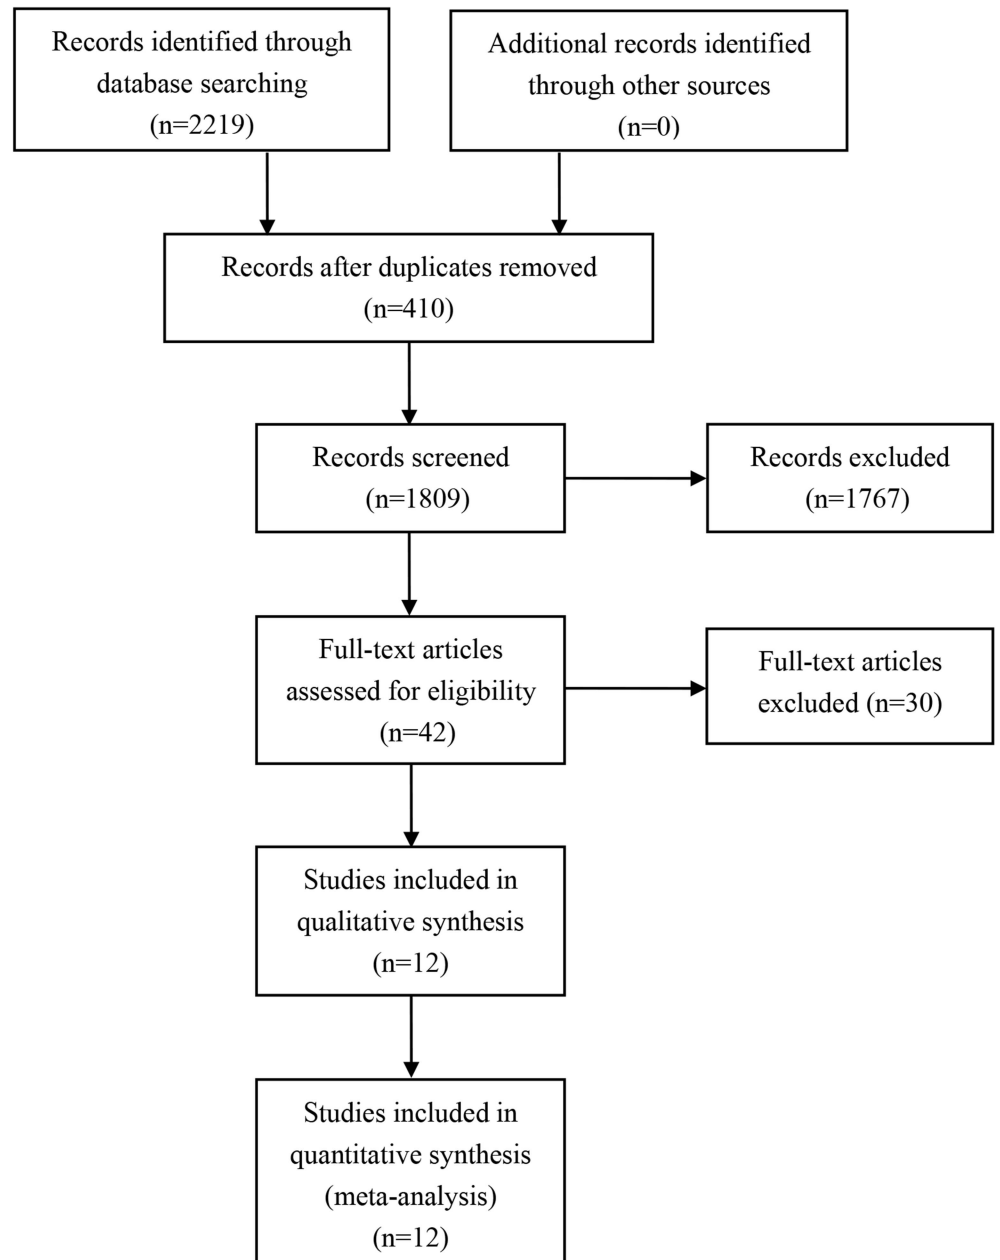 Records identified through
database searching
(n=2219)
Additional records identified
through other sources
(n=0)
Records after duplicates removed
(n=410)
Records screened
(n=1809)
Records excluded
(n=1767)
Full-text articles
assessed for eligibility
(n=42)
Full-text articles
excluded (n=30)
Studies included in
qualitative synthesis
(n=12)
Studies included in
quantitative synthesis
(meta-analysis)
(n=12)